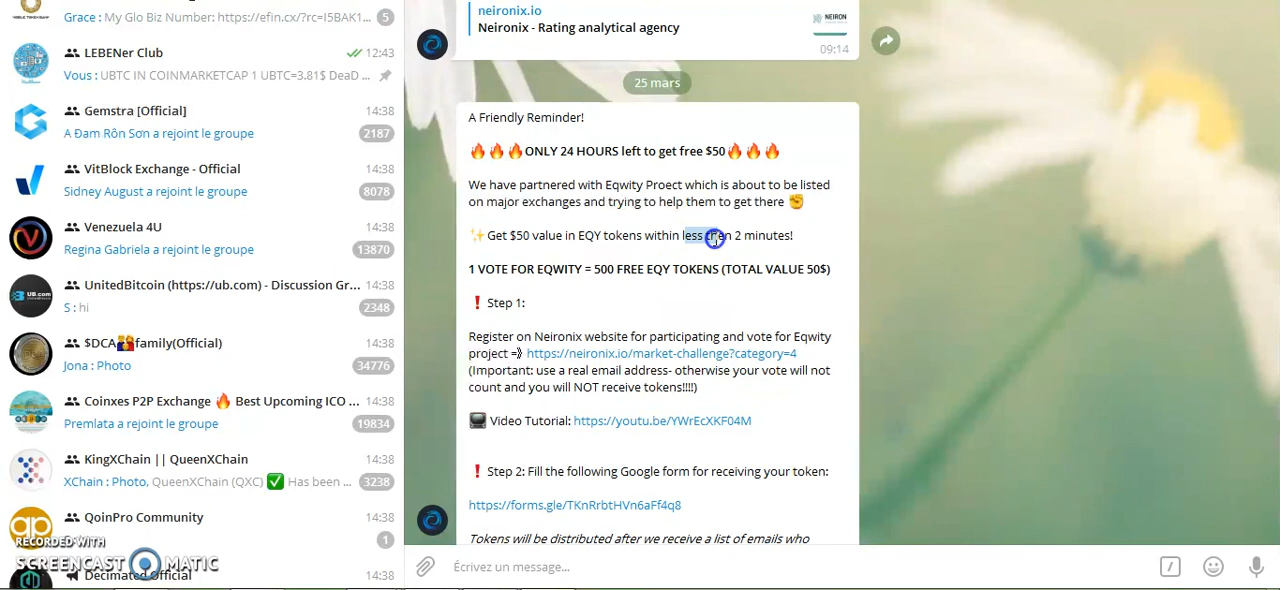 Grace : My Glo Biz Number: https://efin.cx/?rc=I5BAK1... 5
LEBENer Club 12:43
Vous : UBTC IN COINMARKETCAP 1 UBTC=3.81$ DeaD ...
Gemstra [Official] 14:38
A Đam Rôn Sơn a rejoint le groupe 2187
VitBlock Exchange - Official 14:38
Sidney August a rejoint le groupe 8078
Venezuela 4U 14:38
Regina Gabriela a rejoint le groupe 13870
UnitedBitcoin (https://ub.com) - Discussion Gr... 14:38
S : hi 2348
$DCA👫family(Official) 14:38
Jona : Photo 34776
Coinxes P2P Exchange 🔥 Best Upcoming ICO ... 14:38
Premlata a rejoint le groupe 19834
KingXChain || QueenXChain 14:38
XChain : Photo, QueenXChain (QXC) ✅ Has been ... 3238
QoinPro Community 14:38
1
Decimated Official 14:38
RECORDED WITH
SCREENCAST MATIC
neironix.io
Neironix - Rating analytical agency
NEIRON
09:14
25 mars
A Friendly Reminder!
🔥🔥🔥ONLY 24 HOURS left to get free $50🔥🔥🔥
We have partnered with Eqwity Proect which is about to be listed
on major exchanges and trying to help them to get there ✊
✨ Get $50 value in EQY tokens within less then 2 minutes!
1 VOTE FOR EQWITY = 500 FREE EQY TOKENS (TOTAL VALUE 50$)
❗ Step 1:
Register on Neironix website for participating and vote for Eqwity
project =》 https://neironix.io/market-challenge?category=4
(Important: use a real email address- otherwise your vote will not
count and you will NOT receive tokens!!!!)
📺 Video Tutorial: https://youtu.be/YWrEcXKF04M
❗ Step 2: Fill the following Google form for receiving your token:
https://forms.gle/TKnRrbtHVn6aFf4q8
Tokens will be distributed after we receive a list of emails who
Écrivez un message...